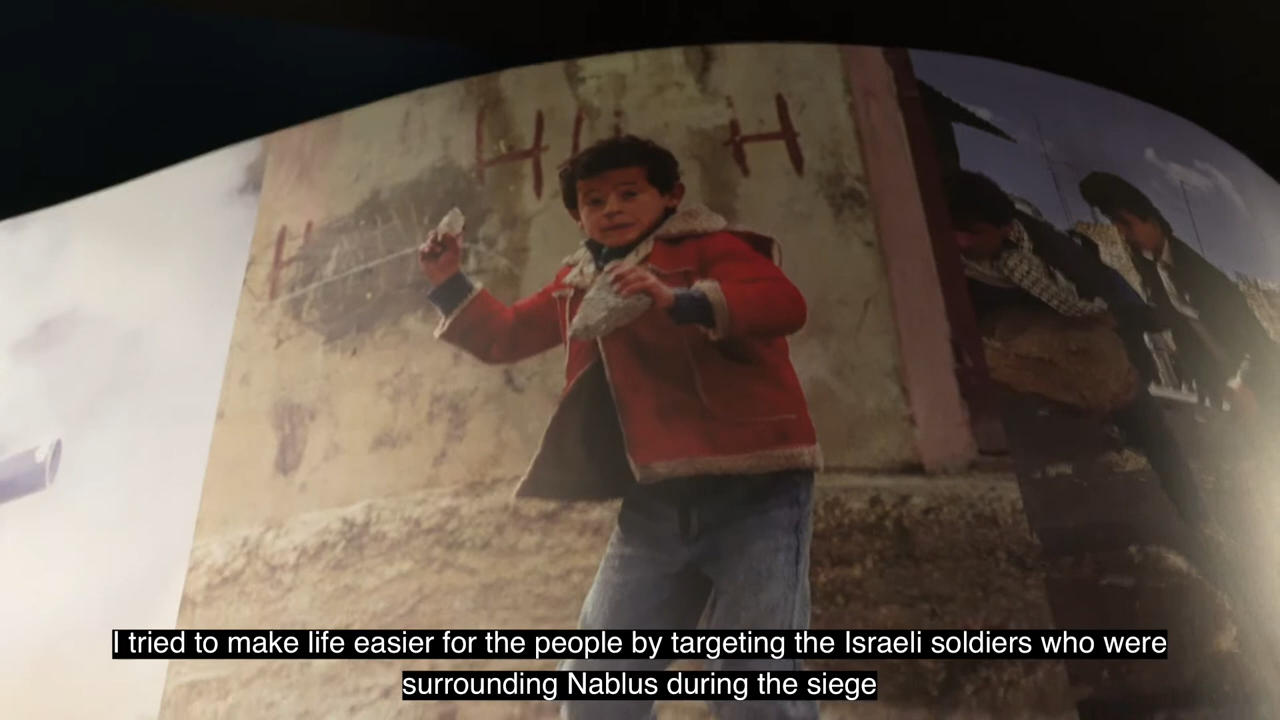 H H H
H
I tried to make life easier for the people by targeting the Israeli soldiers who were
surrounding Nablus during the siege